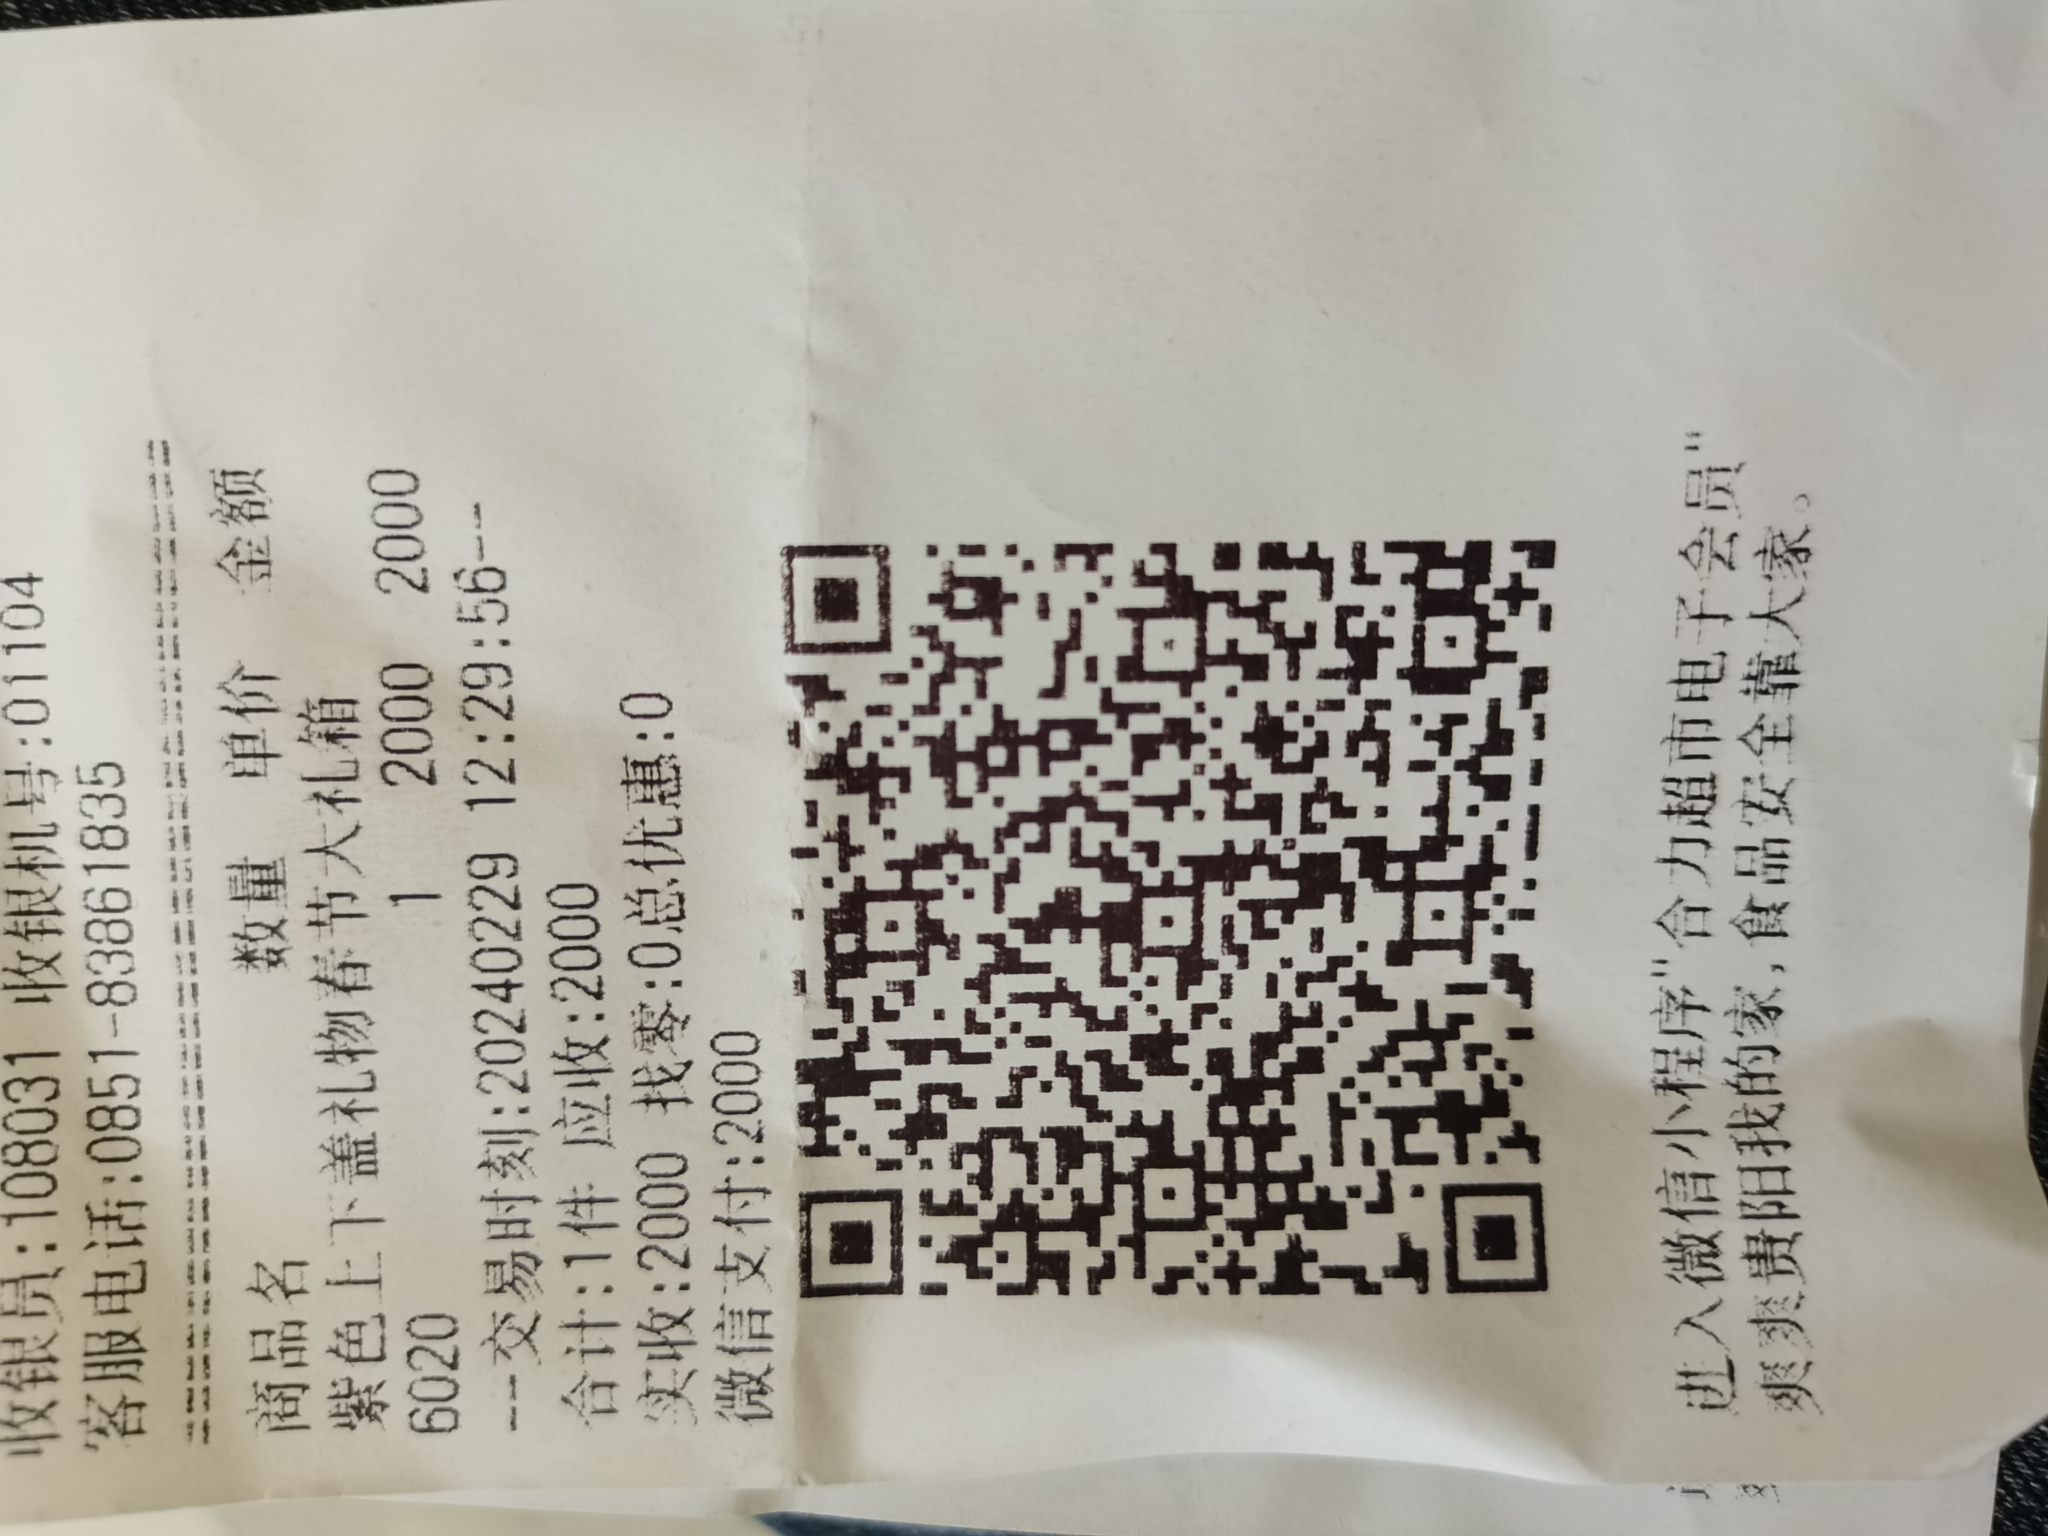 收银员:108031 收银机号:011104
客服电话:0851-83861835
商品名 数量 单价 金额
紫色上下盖礼物春节大礼箱
6020 1 2000 2000
--交易时刻:20240229 12:29:56--
合计:1件 应收:2000
实收:2000 找零:0总优惠:0
微信支付:2000
进入微信小程序"合力超市电子会员"
爽爽贵阳我的家,食品安全靠大家。